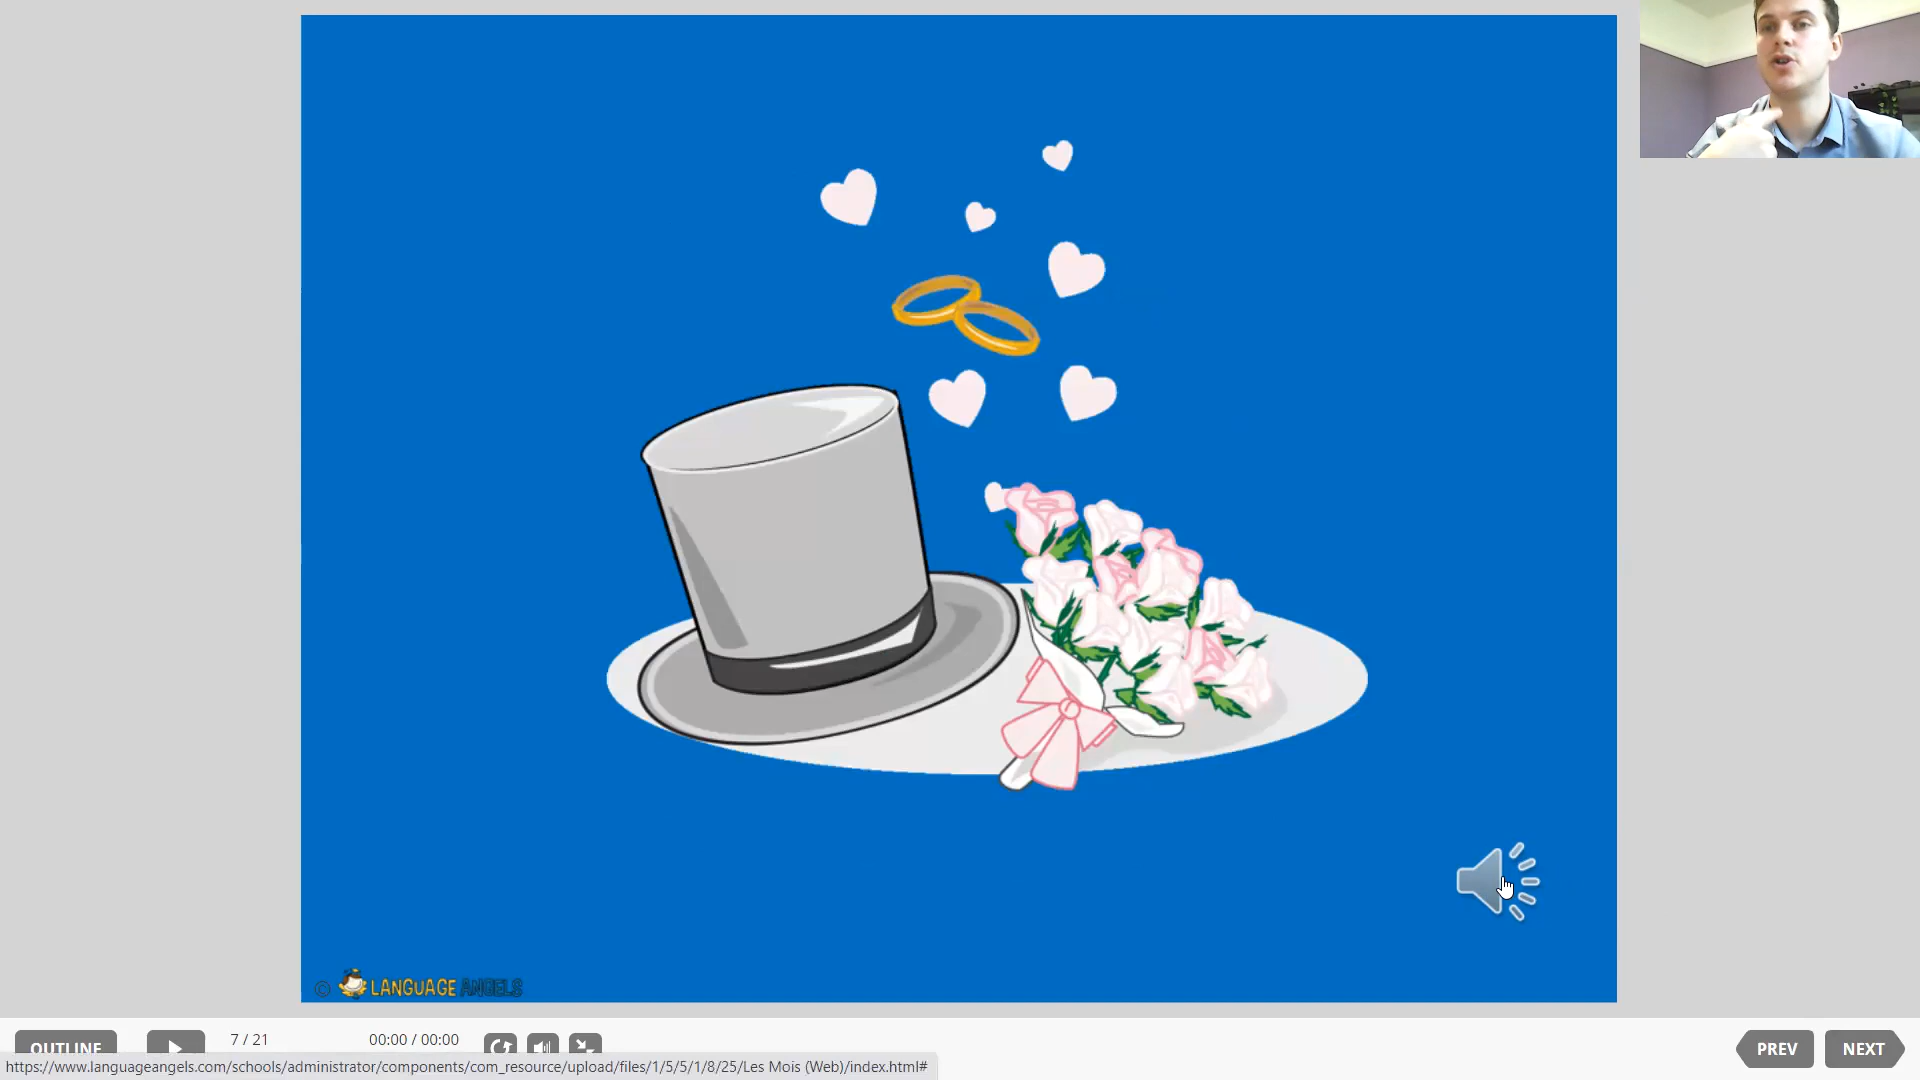 © LANGUAGE ANGELS
OUTLINE
7 / 21
00:00 / 00:00
PREV
NEXT
https://www.languageangels.com/schools/administrator/components/com_resource/upload/files/1/5/5/1/8/25/Les Mois (Web)/index.html#